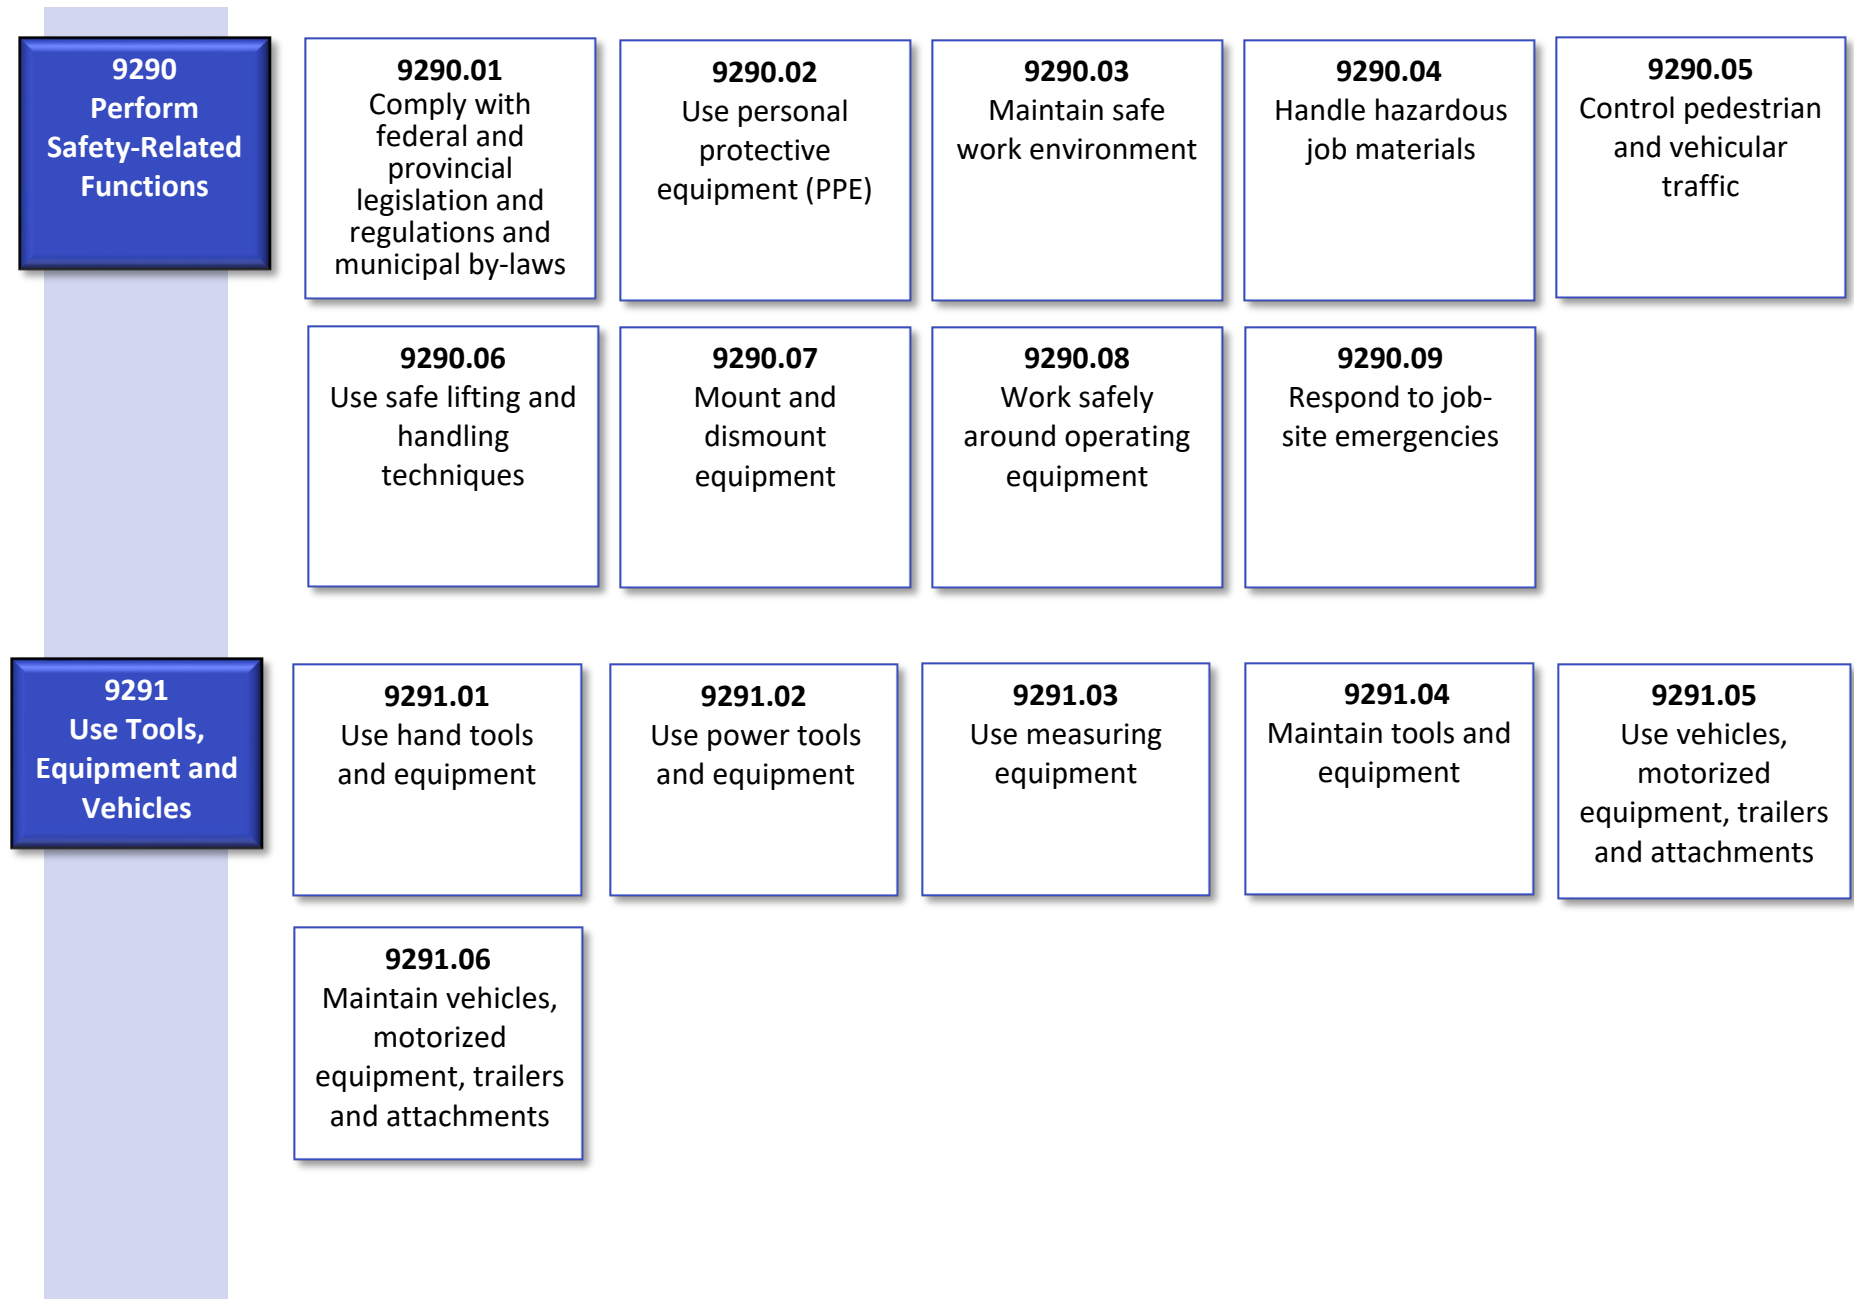 9290
Perform
Safety-Related
Functions
9290.01
Comply with
federal and
provincial
legislation and
regulations and
municipal by-laws
9290.02
Use personal
protective
equipment (PPE)
9290.03
Maintain safe
work environment
9290.04
Handle hazardous
job materials
9290.05
Control pedestrian
and vehicular
traffic
9290.06
Use safe lifting and
handling
techniques
9290.07
Mount and
dismount
equipment
9290.08
Work safely
around operating
equipment
9290.09
Respond to job-
site emergencies
9291
Use Tools,
Equipment and
Vehicles
9291.01
Use hand tools
and equipment
9291.02
Use power tools
and equipment
9291.03
Use measuring
equipment
9291.04
Maintain tools and
equipment
9291.05
Use vehicles,
motorized
equipment, trailers
and attachments
9291.06
Maintain vehicles,
motorized
equipment, trailers
and attachments